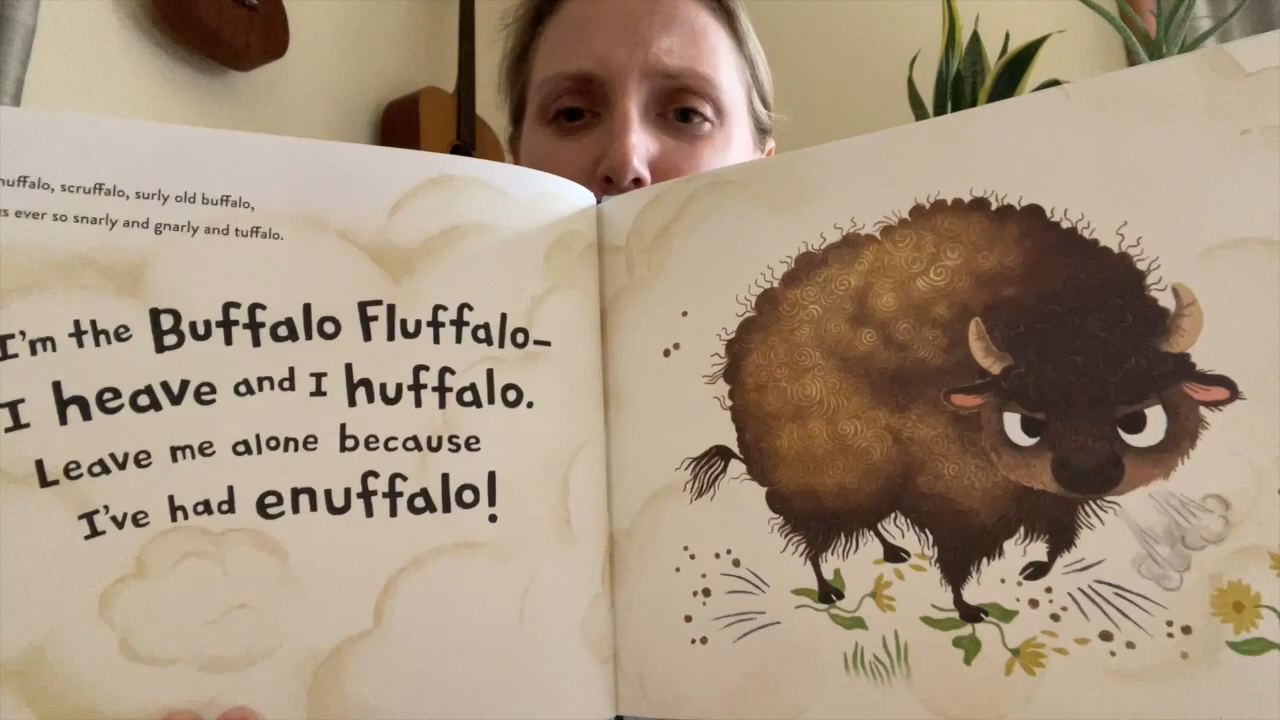 scruffalo, surly old buffalo,
ever so snarly and gnarly and tuffalo.
I'm the Buffalo Fluffalo—
I heave and I huffalo.
Leave me alone because
I've had enuffalo!